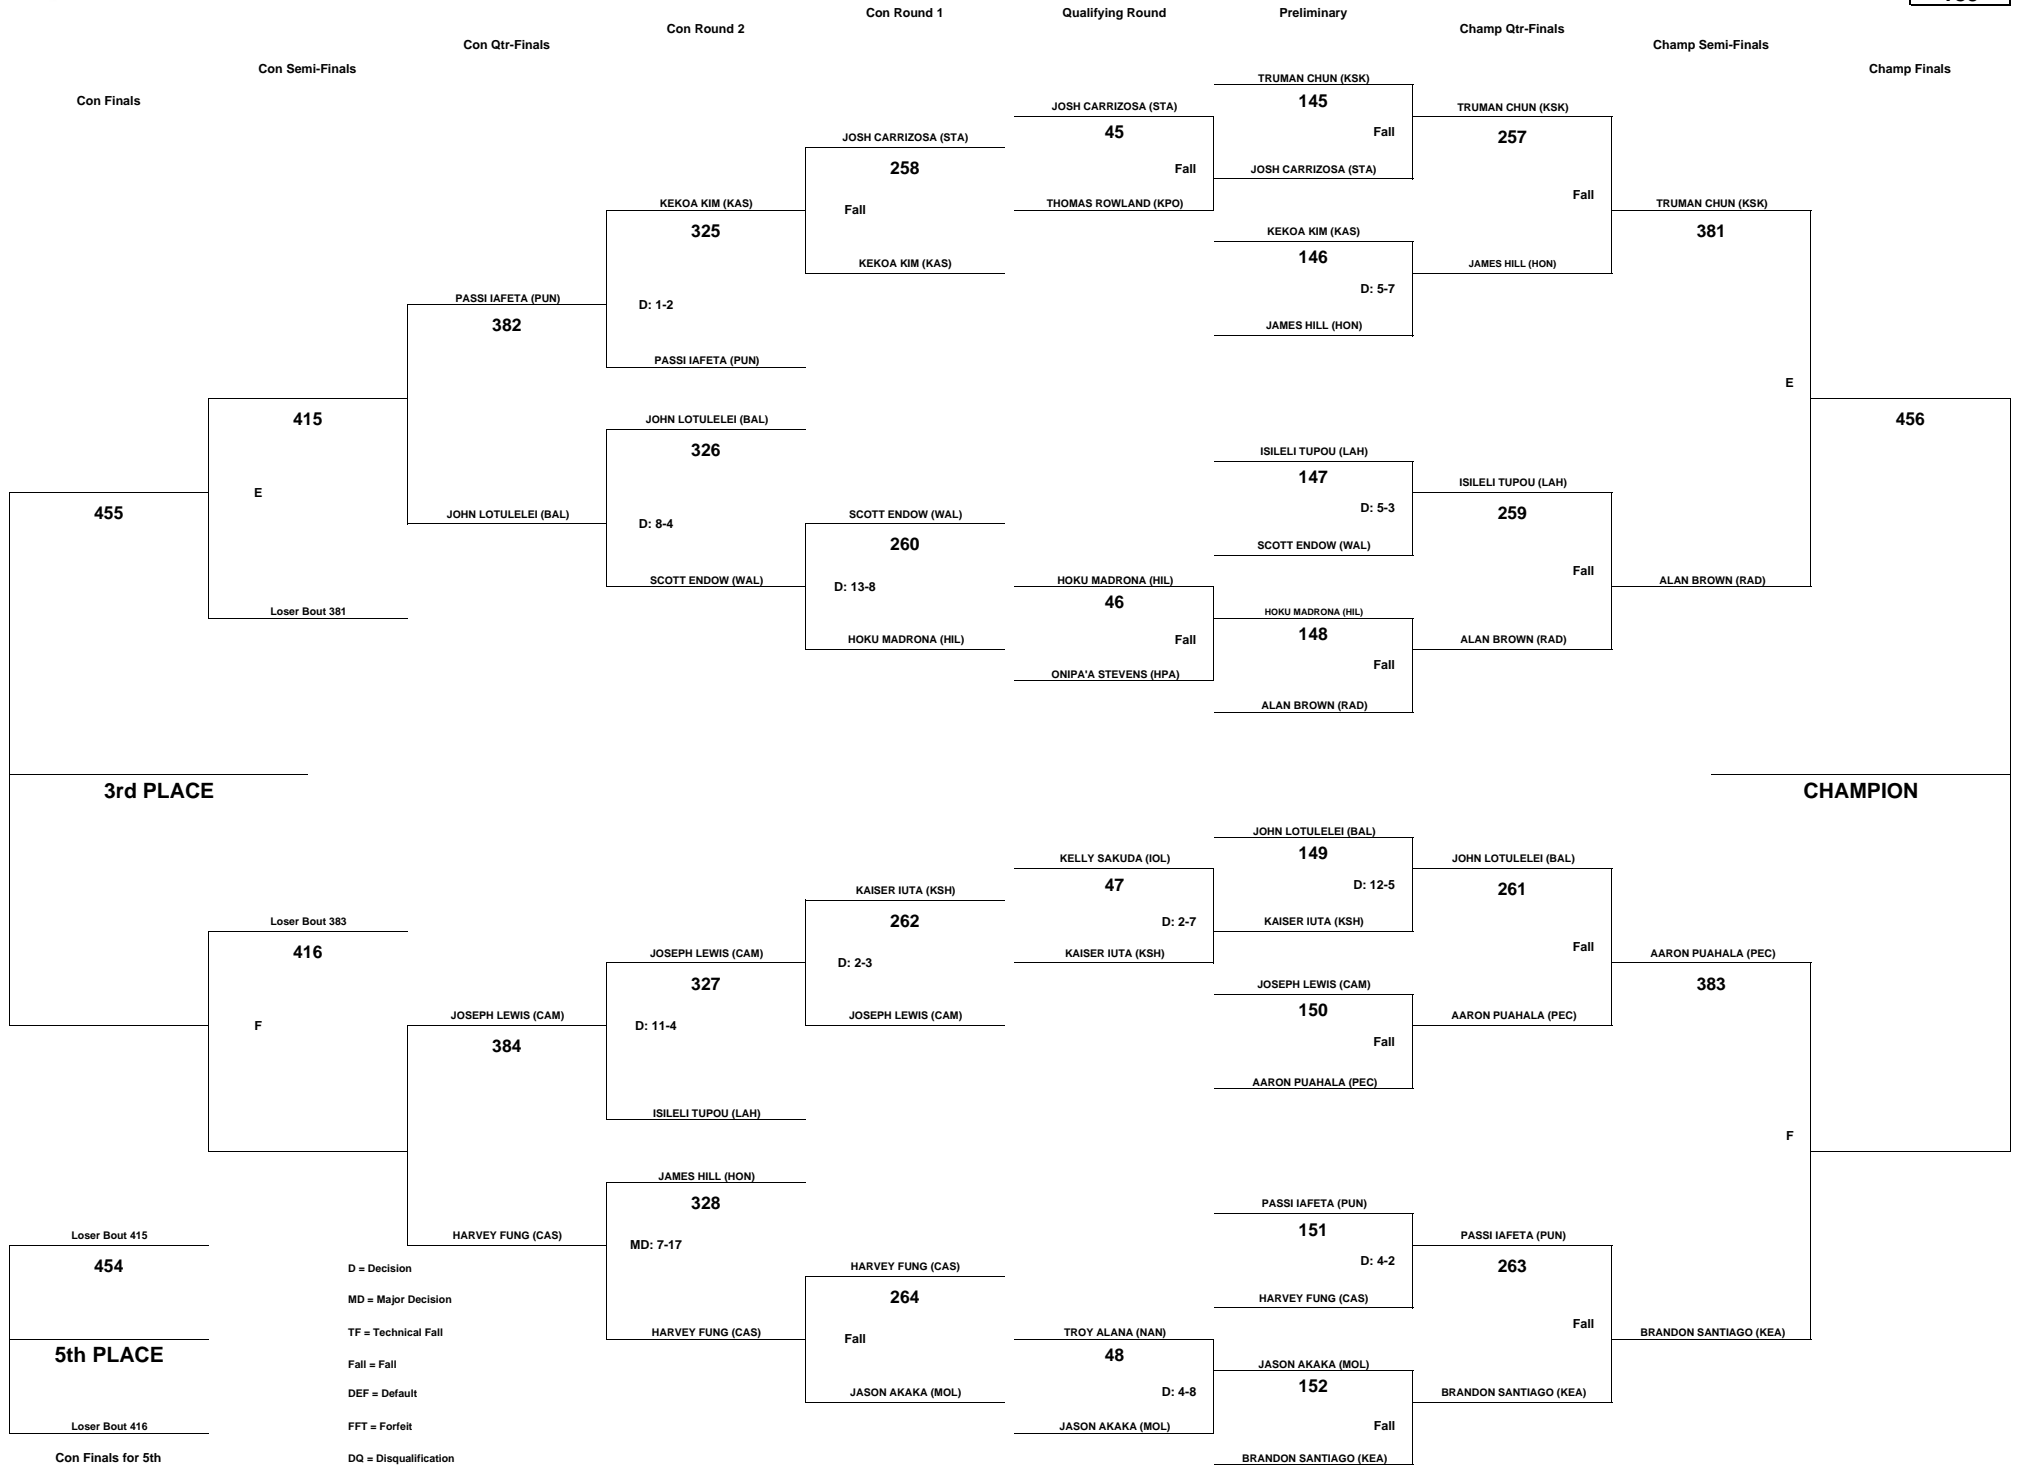 Con Round 1
Qualifying Round
Preliminary
Con Round 2
Champ Qtr-Finals
Con Qtr-Finals
Champ Semi-Finals
Con Semi-Finals
Champ Finals
Con Finals
TRUMAN CHUN (KSK)
145
Fall
JOSH CARRIZOSA (STA)
JOSH CARRIZOSA (STA)
45
Fall
THOMAS ROWLAND (KPO)
TRUMAN CHUN (KSK)
257
Fall
JAMES HILL (HON)
JOSH CARRIZOSA (STA)
258
Fall
KEKOA KIM (KAS)
KEKOA KIM (KAS)
325
D: 1-2
PASSI IAFETA (PUN)
KEKOA KIM (KAS)
146
D: 5-7
JAMES HILL (HON)
TRUMAN CHUN (KSK)
381
E
ALAN BROWN (RAD)
PASSI IAFETA (PUN)
382
JOHN LOTULELEI (BAL)
415
E
Loser Bout 381
JOHN LOTULELEI (BAL)
326
D: 8-4
SCOTT ENDOW (WAL)
456
ISILELI TUPOU (LAH)
147
D: 5-3
SCOTT ENDOW (WAL)
ISILELI TUPOU (LAH)
259
Fall
ALAN BROWN (RAD)
455
SCOTT ENDOW (WAL)
260
D: 13-8
HOKU MADRONA (HIL)
HOKU MADRONA (HIL)
46
Fall
ONIPA'A STEVENS (HPA)
HOKU MADRONA (HIL)
148
Fall
ALAN BROWN (RAD)
3rd PLACE
CHAMPION
JOHN LOTULELEI (BAL)
149
D: 12-5
KAISER IUTA (KSH)
KELLY SAKUDA (IOL)
47
D: 2-7
KAISER IUTA (KSH)
JOHN LOTULELEI (BAL)
261
Fall
AARON PUAHALA (PEC)
KAISER IUTA (KSH)
262
D: 2-3
JOSEPH LEWIS (CAM)
Loser Bout 383
416
F
JOSEPH LEWIS (CAM)
327
D: 11-4
ISILELI TUPOU (LAH)
AARON PUAHALA (PEC)
383
F
BRANDON SANTIAGO (KEA)
JOSEPH LEWIS (CAM)
150
Fall
AARON PUAHALA (PEC)
JOSEPH LEWIS (CAM)
384
HARVEY FUNG (CAS)
JAMES HILL (HON)
328
MD: 7-17
HARVEY FUNG (CAS)
PASSI IAFETA (PUN)
151
D: 4-2
HARVEY FUNG (CAS)
PASSI IAFETA (PUN)
263
Fall
BRANDON SANTIAGO (KEA)
HARVEY FUNG (CAS)
264
Fall
JASON AKAKA (MOL)
TROY ALANA (NAN)
48
D: 4-8
JASON AKAKA (MOL)
JASON AKAKA (MOL)
152
Fall
BRANDON SANTIAGO (KEA)
Loser Bout 415
454
5th PLACE
Loser Bout 416
Con Finals for 5th
D = Decision
MD = Major Decision
TF = Technical Fall
Fall = Fall
DEF = Default
FFT = Forfeit
DQ = Disqualification